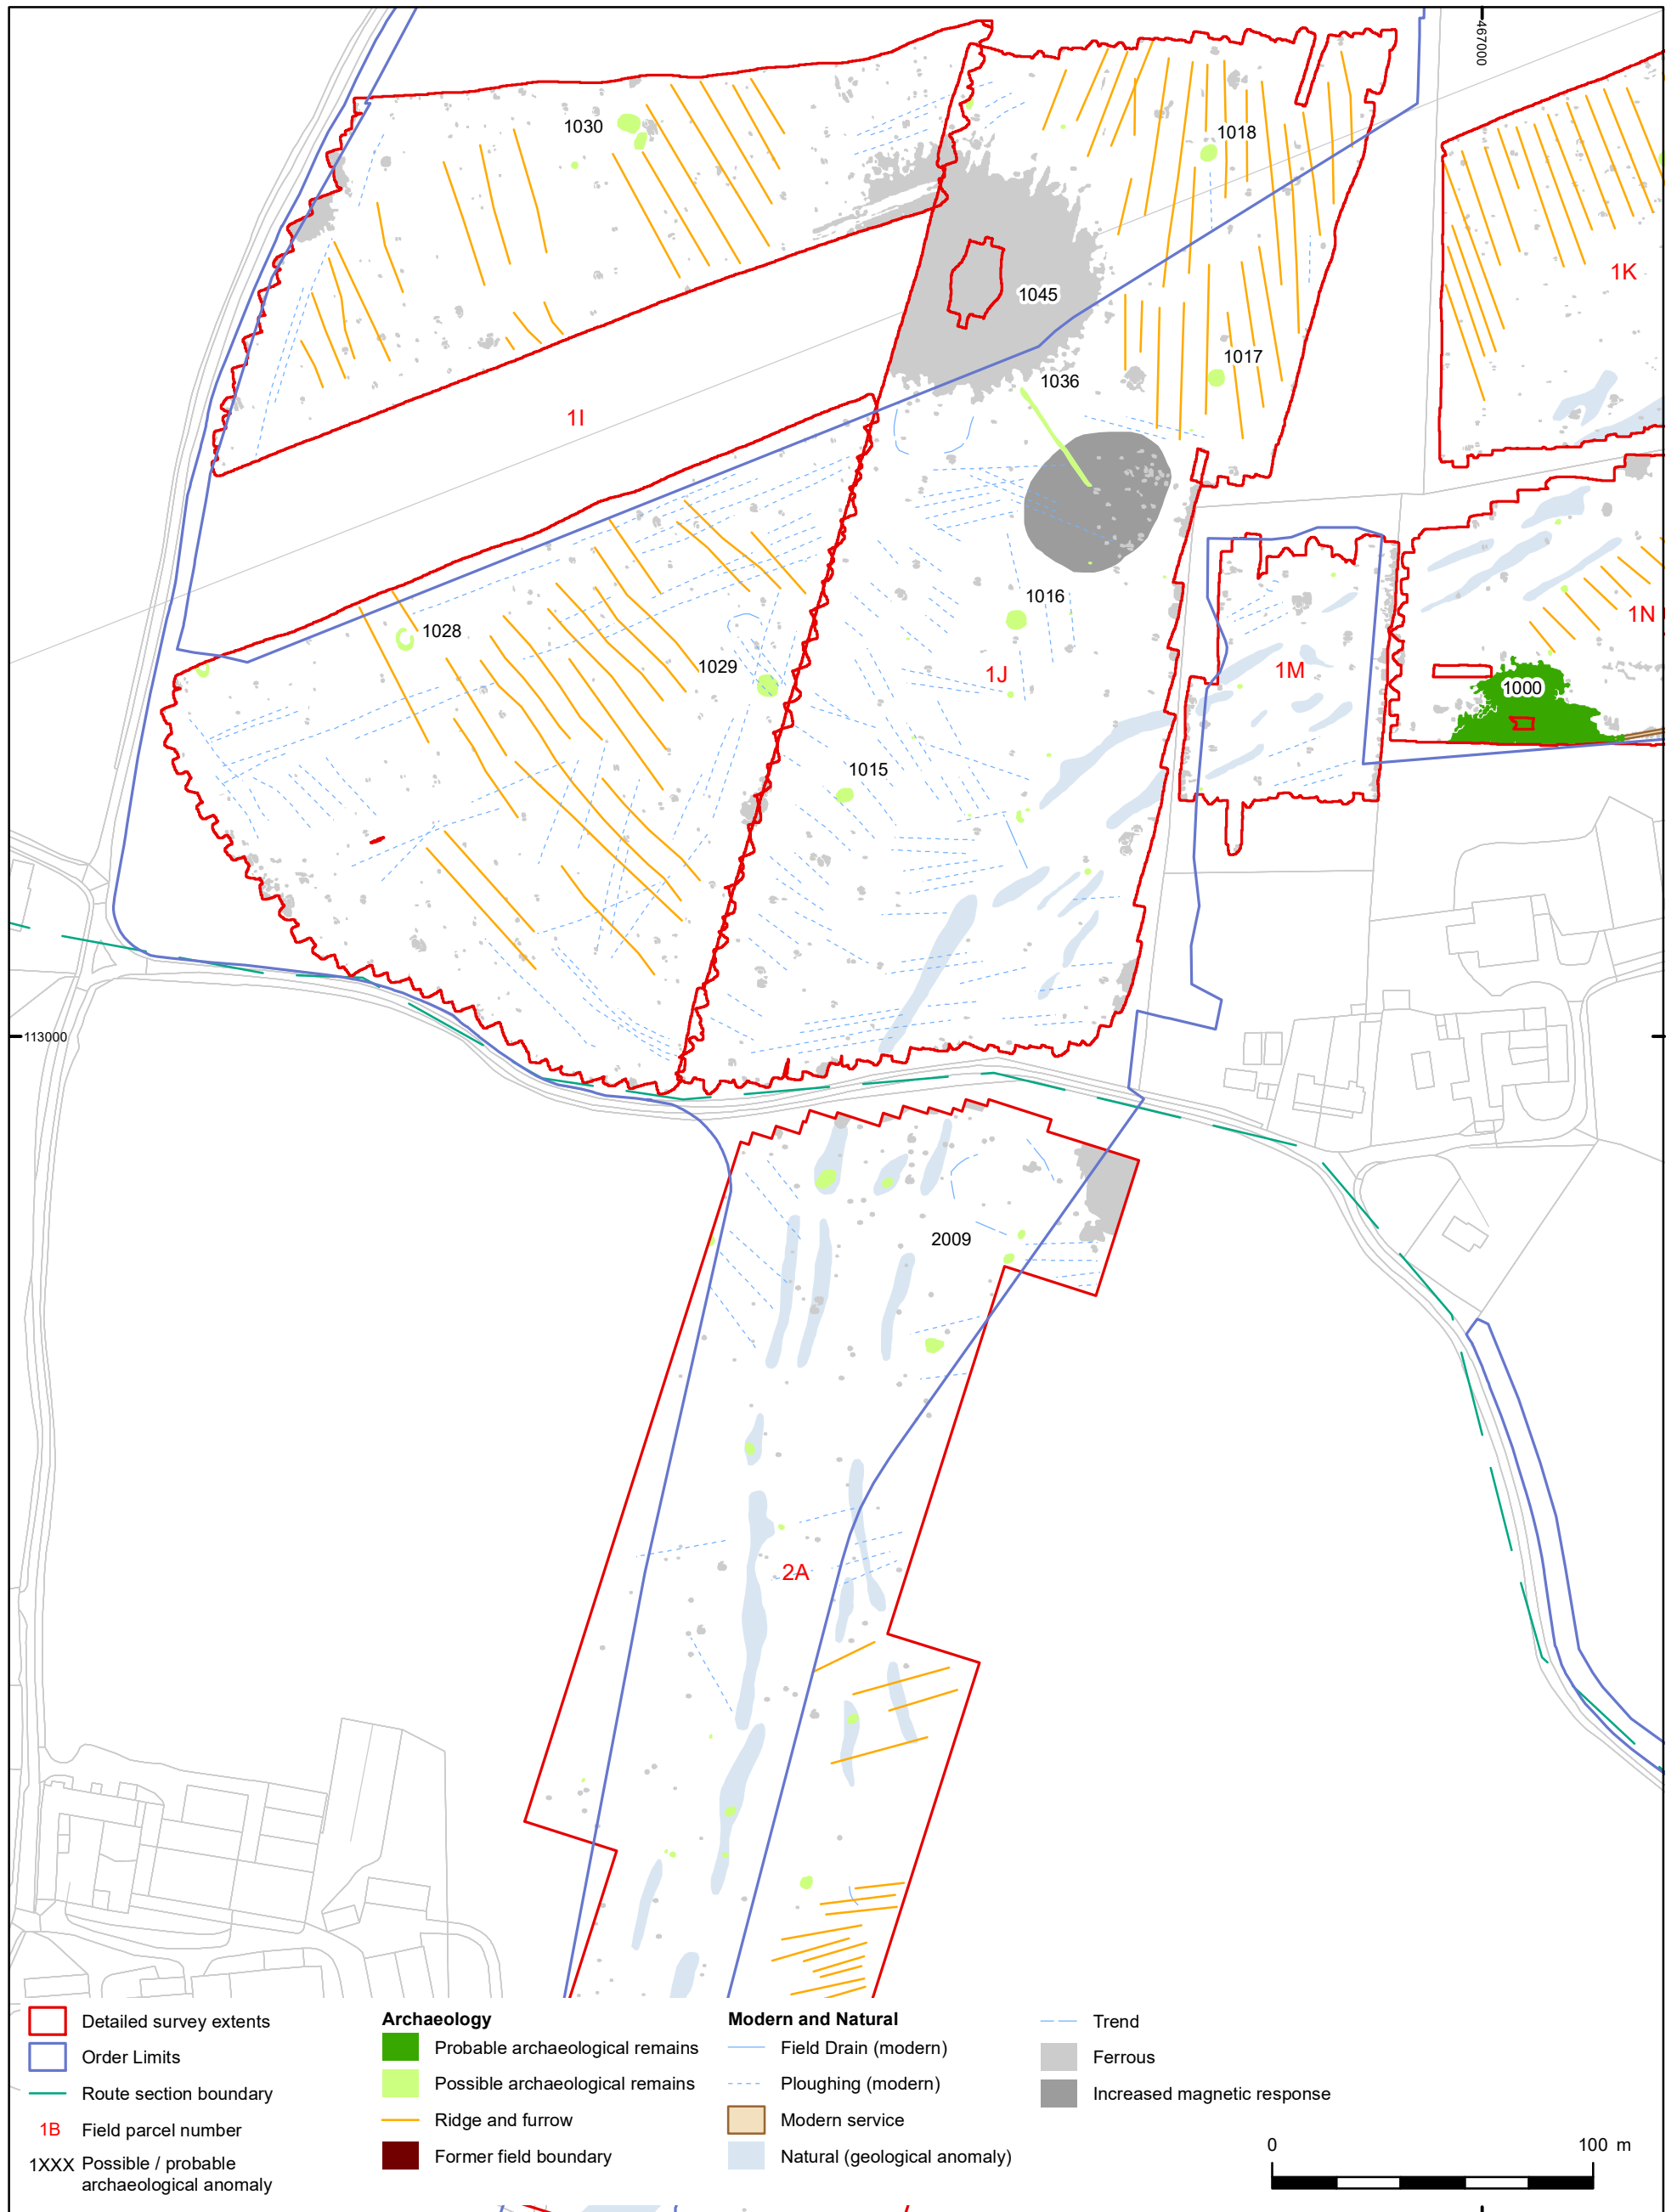 467000
1030
1018
1K
1045
1017
1036
1I
1016
1N
1028
1029
1J
1M
1000
1015
113000
2009
2A
Detailed survey extents
Order Limits
Route section boundary
1B Field parcel number
1XXX Possible / probable
archaeological anomaly
Archaeology
Probable archaeological remains
Possible archaeological remains
Ridge and furrow
Former field boundary
Modern and Natural
Field Drain (modern)
Ploughing (modern)
Modern service
Natural (geological anomaly)
Trend
Ferrous
Increased magnetic response
0 100 m